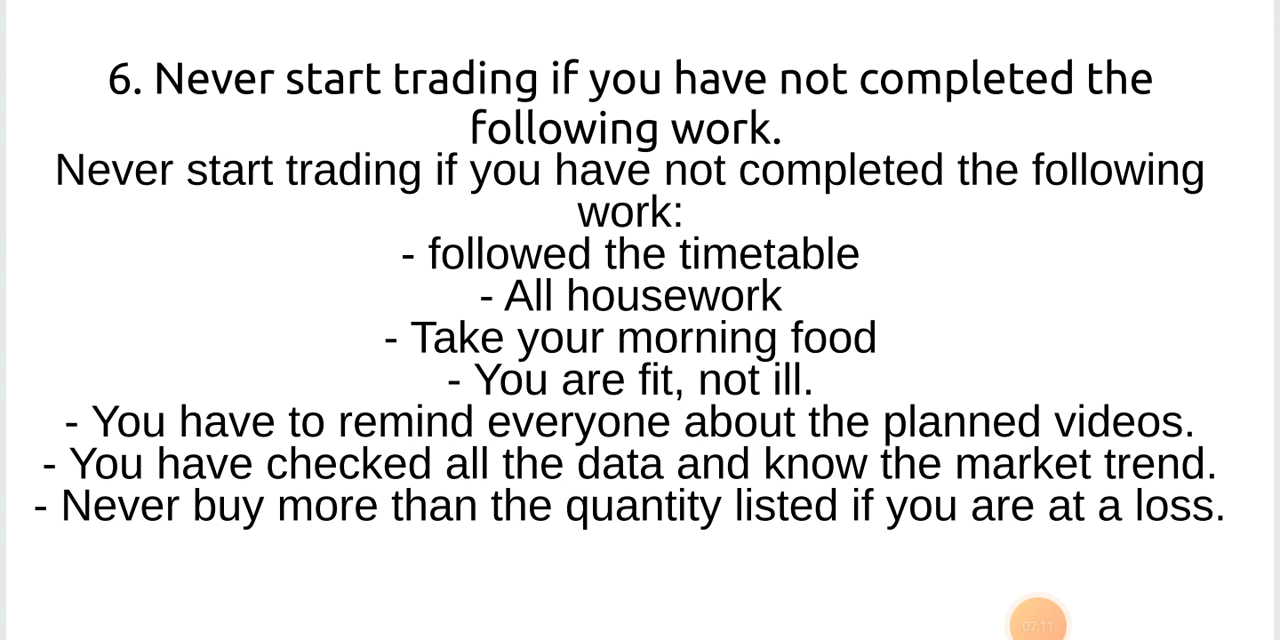 6. Never start trading if you have not completed the
following work.
Never start trading if you have not completed the following
work:
- followed the timetable
- All housework
- Take your morning food
- You are fit, not ill.
- You have to remind everyone about the planned videos.
- You have checked all the data and know the market trend.
- Never buy more than the quantity listed if you are at a loss.
07:11